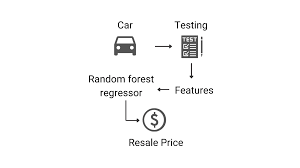 Car
Testing
TEST
Random forest
regressor
Features
$
Resale Price